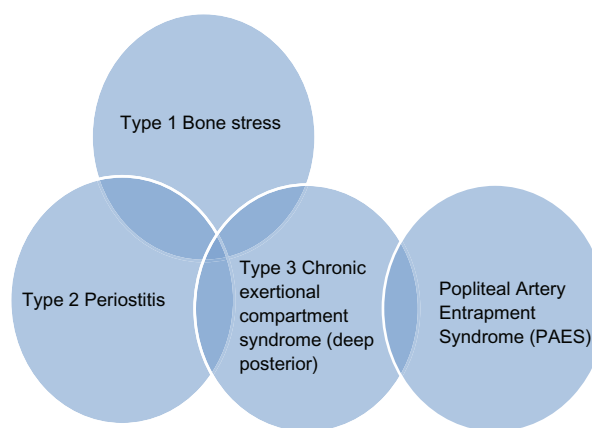 Type 1 Bone stress
Type 2 Periostitis
Type 3 Chronic
exertional
compartment
syndrome (deep
posterior)
Popliteal Artery
Entrapment
Syndrome (PAES)